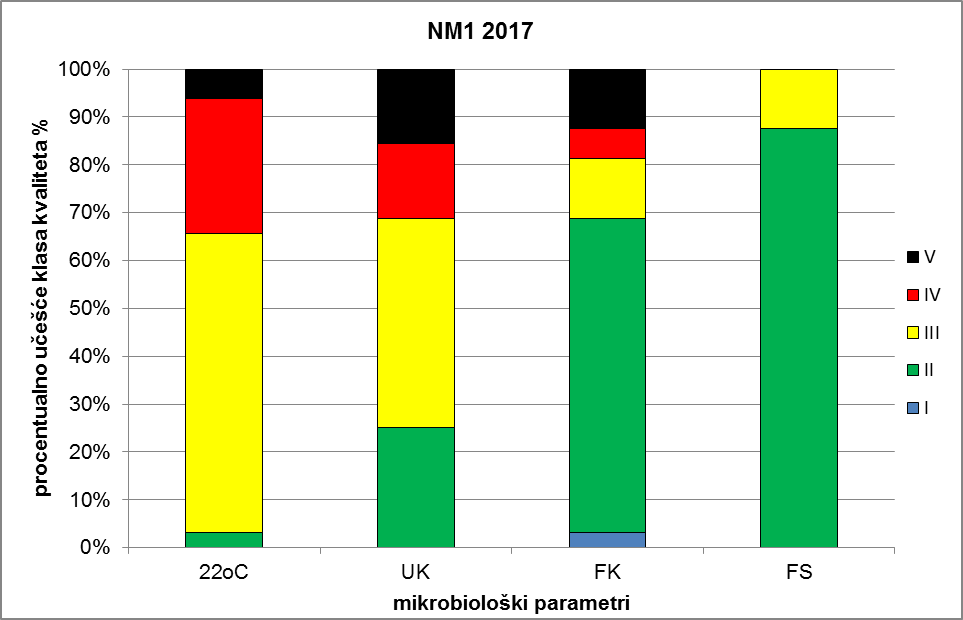 NM1 2017
procentualno učešće klasa kvaliteta %
100%
90%
80%
70%
60%
50%
40%
30%
20%
10%
0%
22oC UK FK FS
mikrobiološki parametri
V
IV
III
II
I